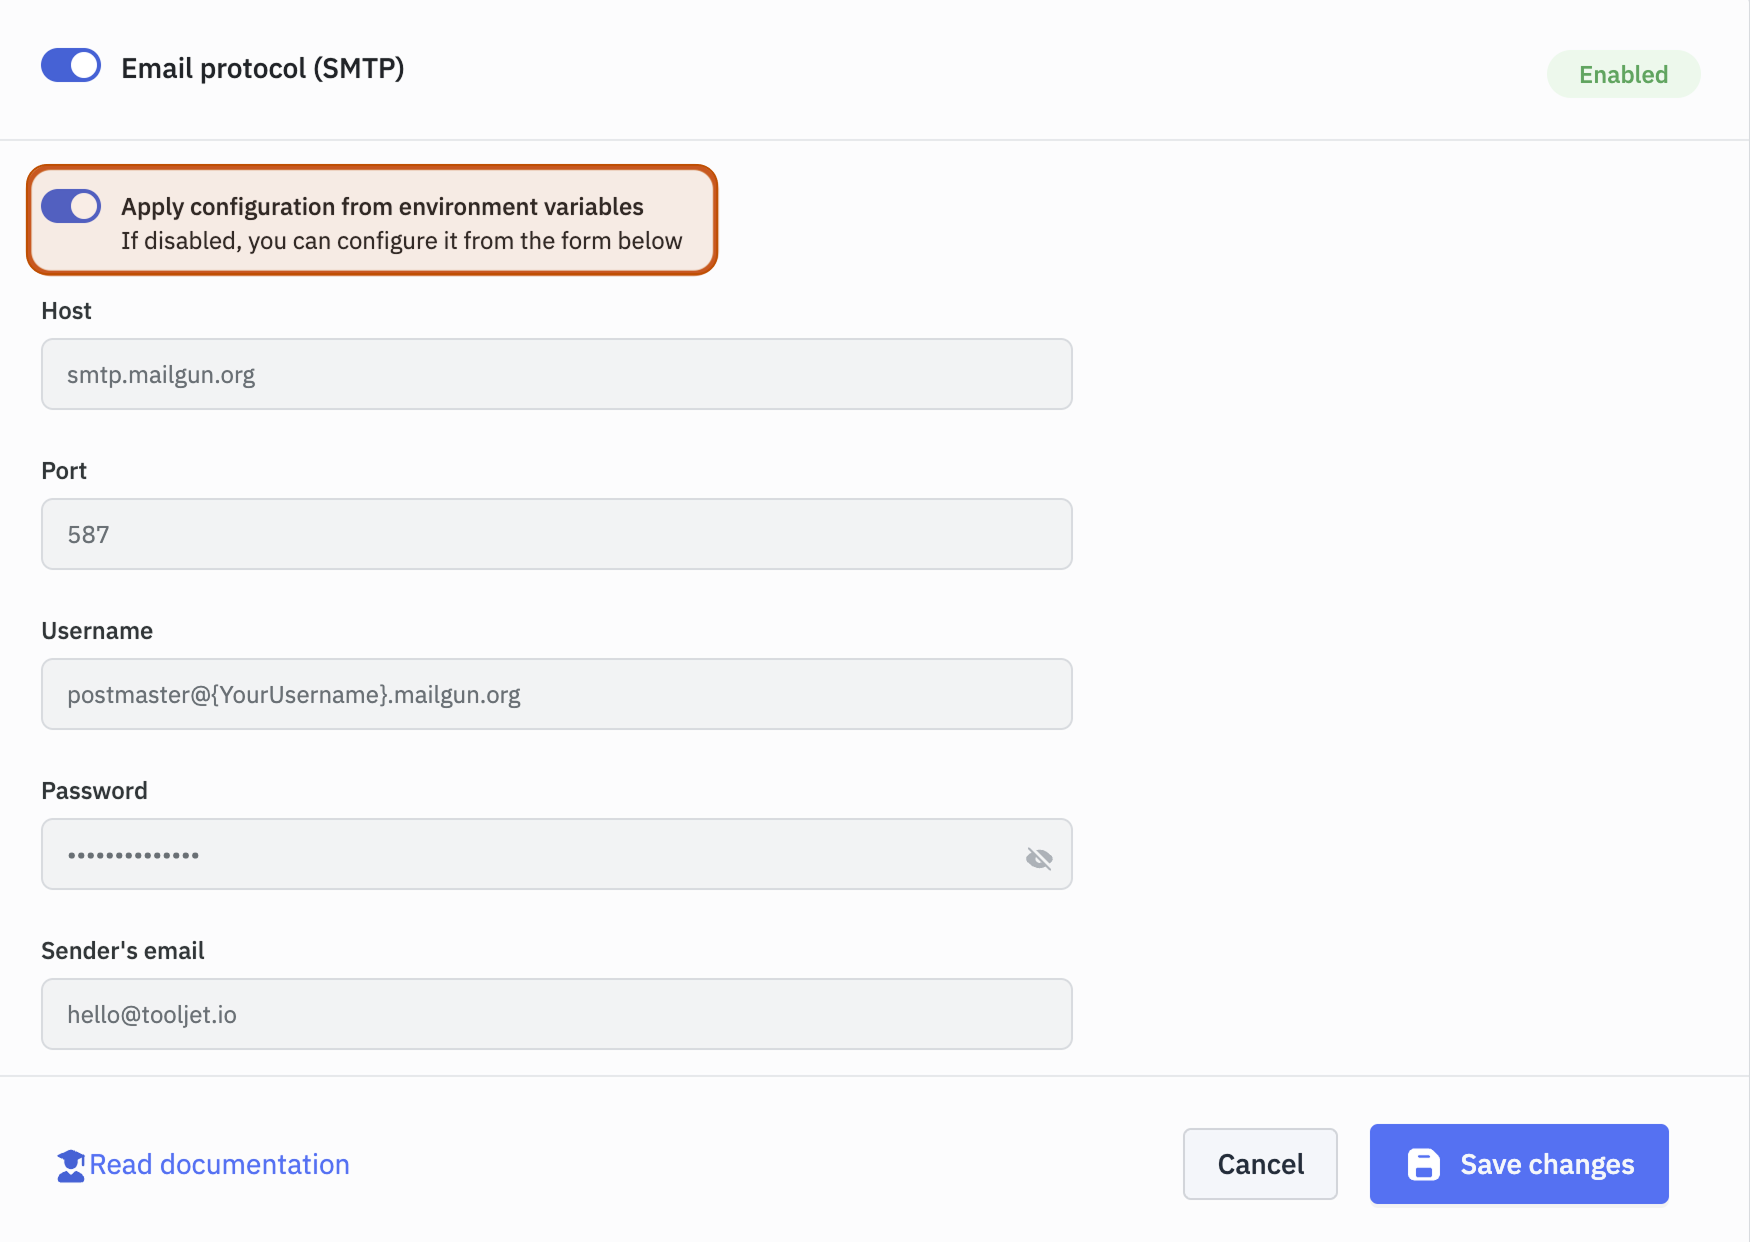 Email protocol (SMTP)
Enabled
Apply configuration from environment variables
If disabled, you can configure it from the form below
Host
smtp.mailgun.org
Port
587
Username
postmaster@{YourUsername}.mailgun.org
Password
••••••••••••••
Sender's email
hello@tooljet.io
Read documentation
Cancel
Save changes